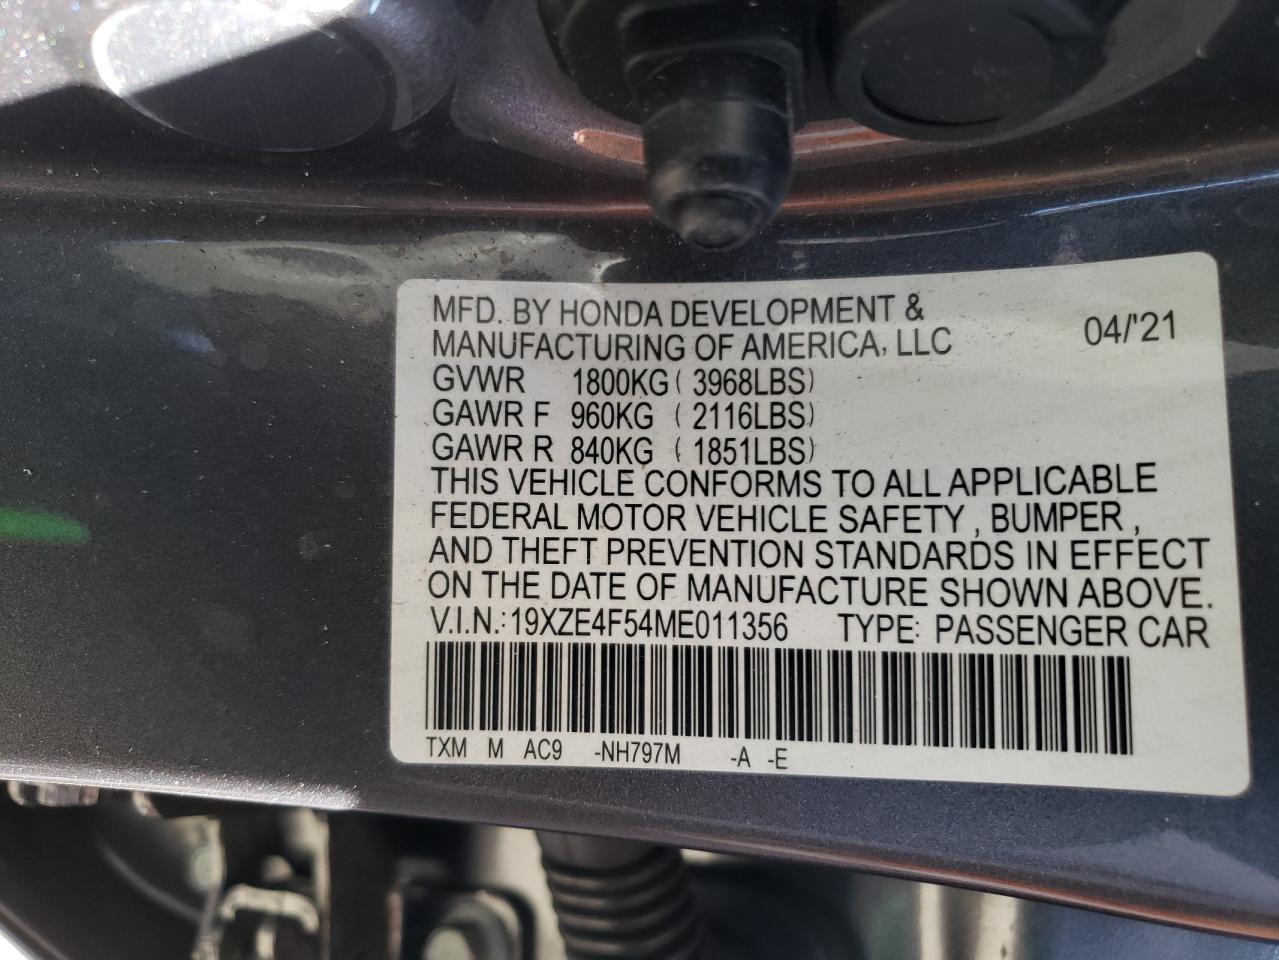 MFD. BY HONDA DEVELOPMENT &
MANUFACTURING OF AMERICA, LLC 04/'21
GVWR 1800KG ( 3968LBS)
GAWR F 960KG ( 2116LBS)
GAWR R 840KG ( 1851LBS)
THIS VEHICLE CONFORMS TO ALL APPLICABLE
FEDERAL MOTOR VEHICLE SAFETY , BUMPER ,
AND THEFT PREVENTION STANDARDS IN EFFECT
ON THE DATE OF MANUFACTURE SHOWN ABOVE.
V.I.N.: 19XZE4F54ME011356 TYPE: PASSENGER CAR
TXM M AC9 -NH797M -A -E